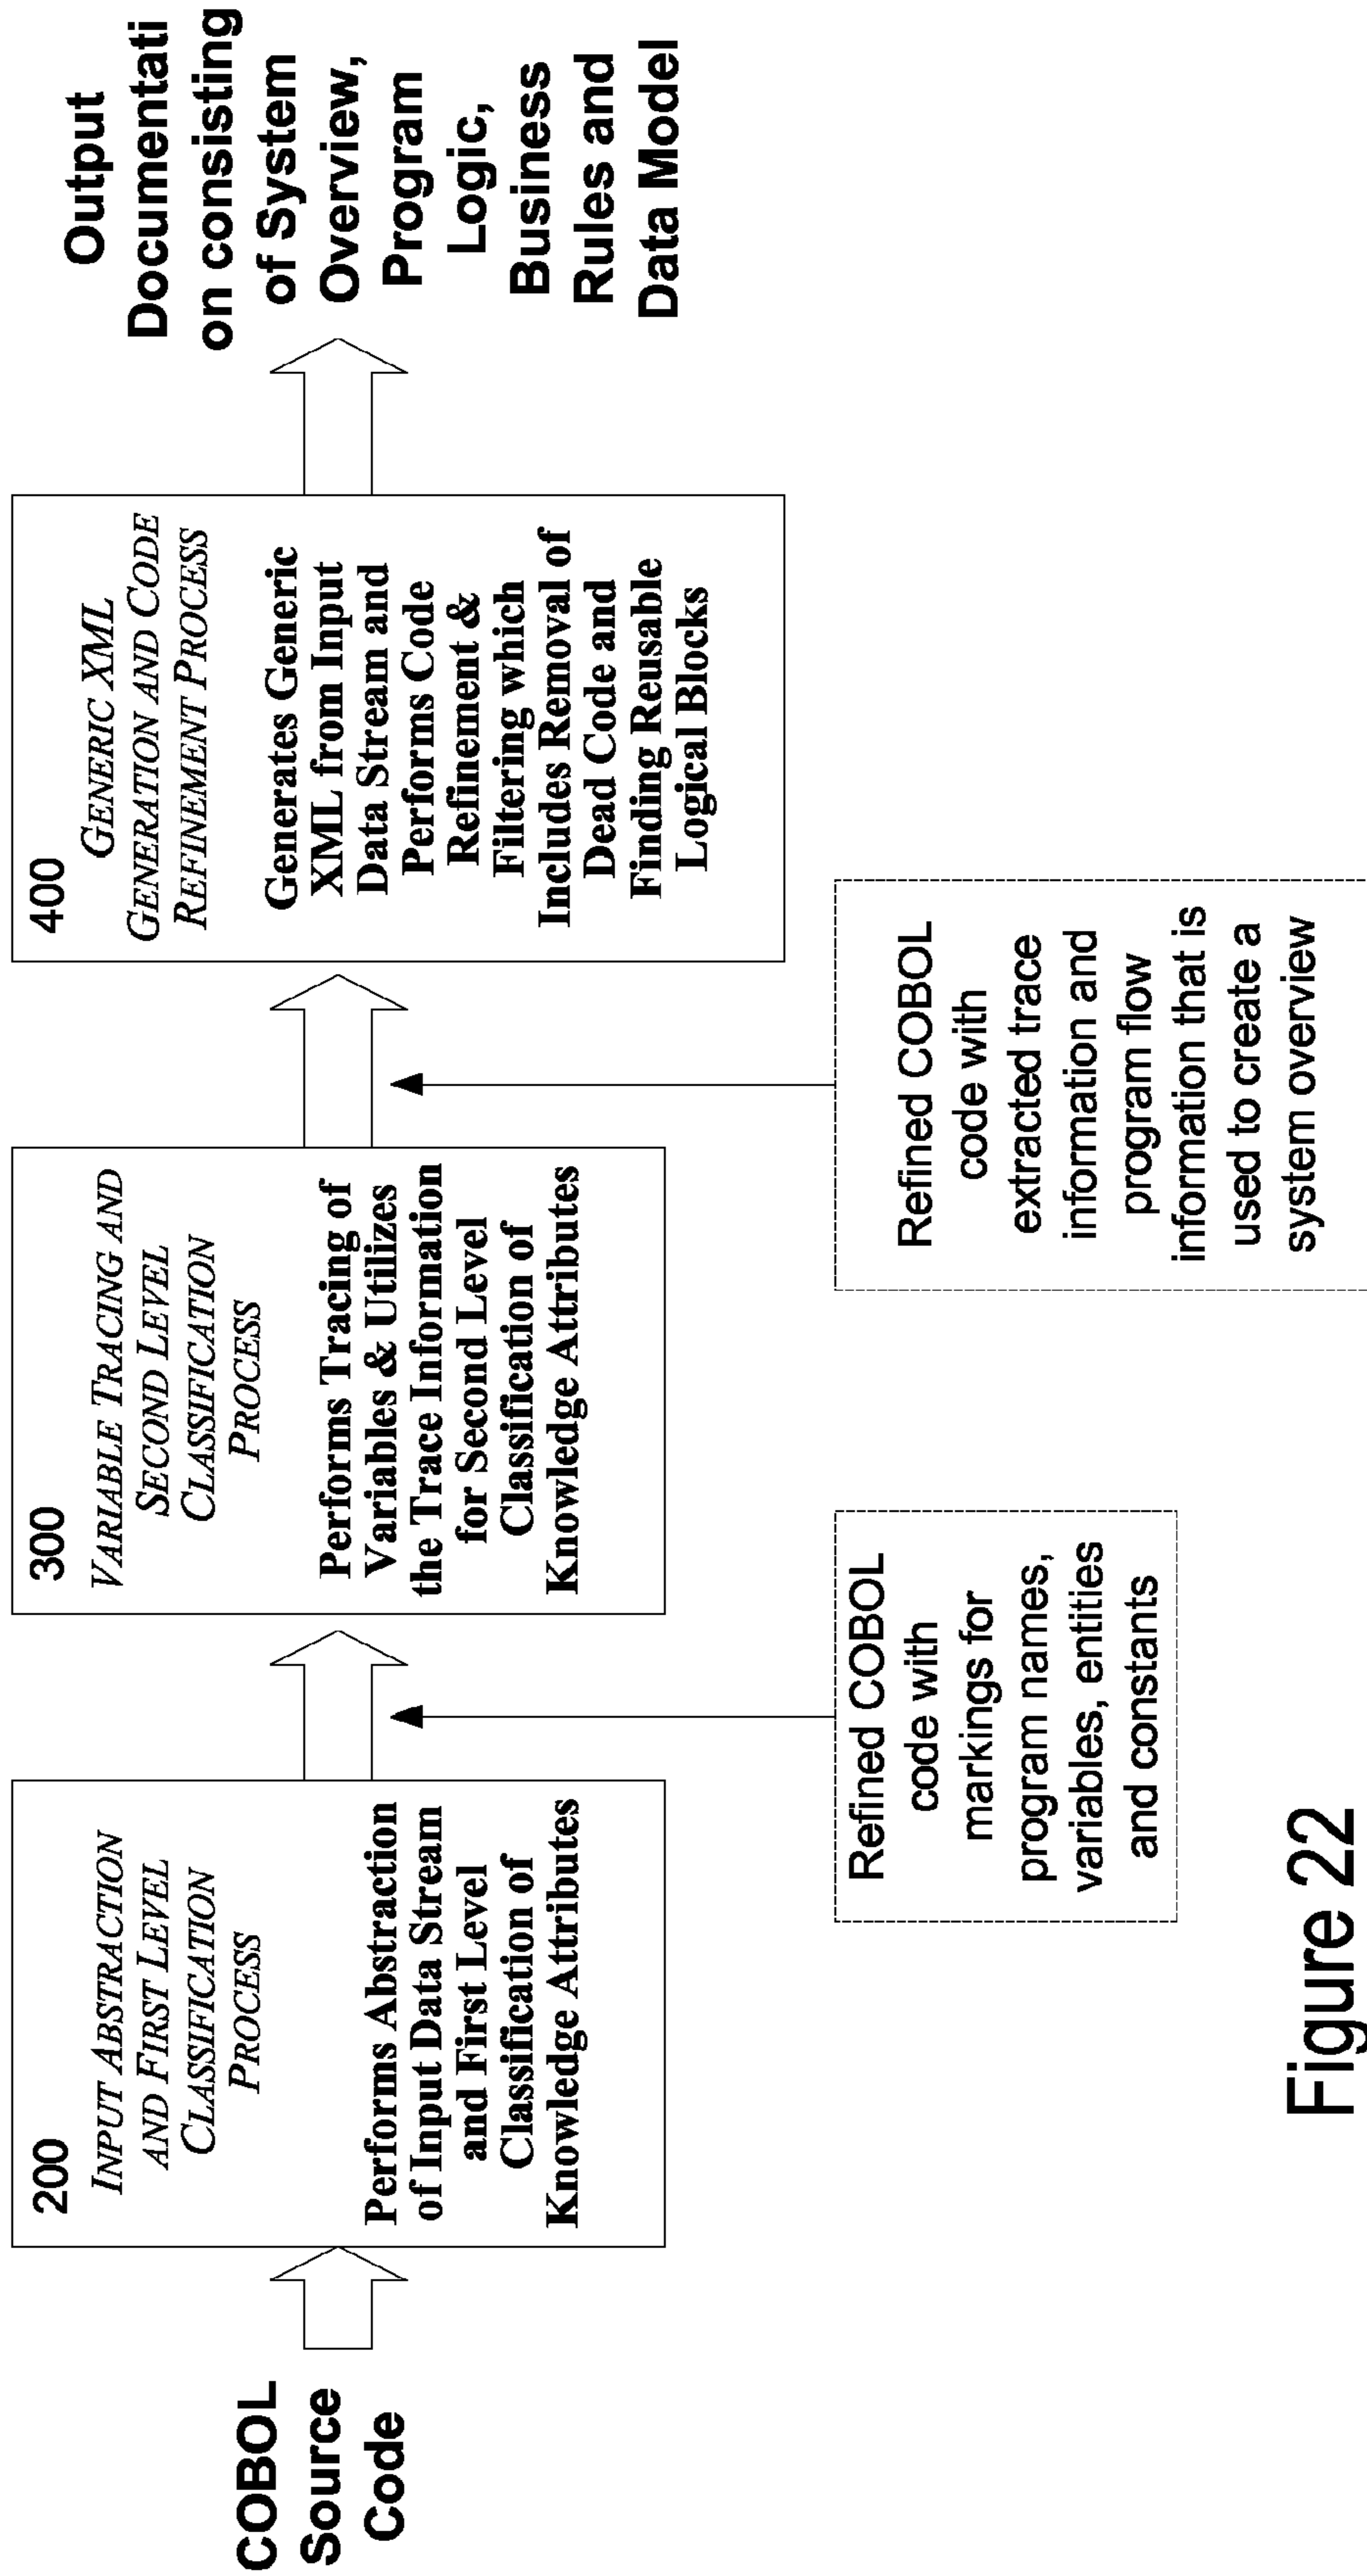 COBOL
Source
Code
200
INPUT ABSTRACTION
AND FIRST LEVEL
CLASSIFICATION
PROCESS
Performs Abstraction
of Input Data Stream
and First Level
Classification of
Knowledge Attributes
Refined COBOL
code with
markings for
program names,
variables, entities
and constants
300
VARIABLE TRACING AND
SECOND LEVEL
CLASSIFICATION
PROCESS
Performs Tracing of
Variables & Utilizes
the Trace Information
for Second Level
Classification of
Knowledge Attributes
Refined COBOL
code with
extracted trace
information and
program flow
information that is
used to create a
system overview
400
GENERIC XML
GENERATION AND CODE
REFINEMENT PROCESS
Generates Generic
XML from Input
Data Stream and
Performs Code
Refinement &
Filtering which
Includes Removal of
Dead Code and
Finding Reusable
Logical Blocks
Output
Documentati
on consisting
of System
Overview,
Program
Logic,
Business
Rules and
Data Model
Figure 22